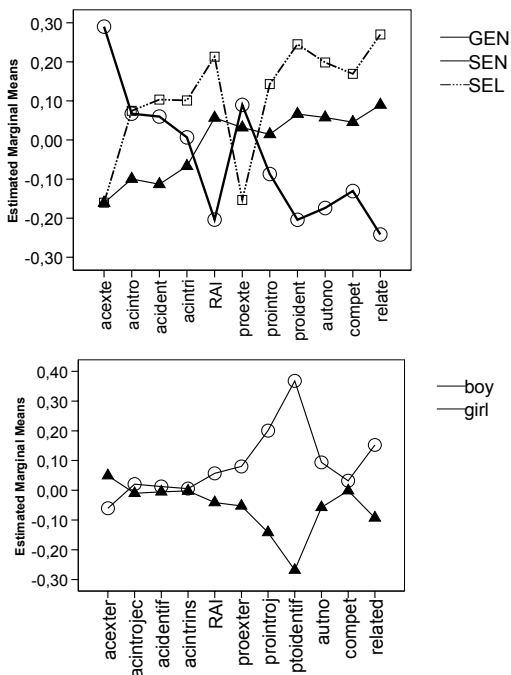 Estimated Marginal Means
0,30
0,20
0,10
0,00
-0,10
-0,20
-0,30
acexte
acintro
acident
acintri
RAI
proexte
prointro
proident
autono
compet
relate
GEN
SEN
SEL
Estimated Marginal Means
0,40
0,30
0,20
0,10
0,00
-0,10
-0,20
-0,30
acexter
acintrojec
acidentif
acintrins
RAI
proexter
prointroj
ptoidentif
autno
compet
related
boy
girl